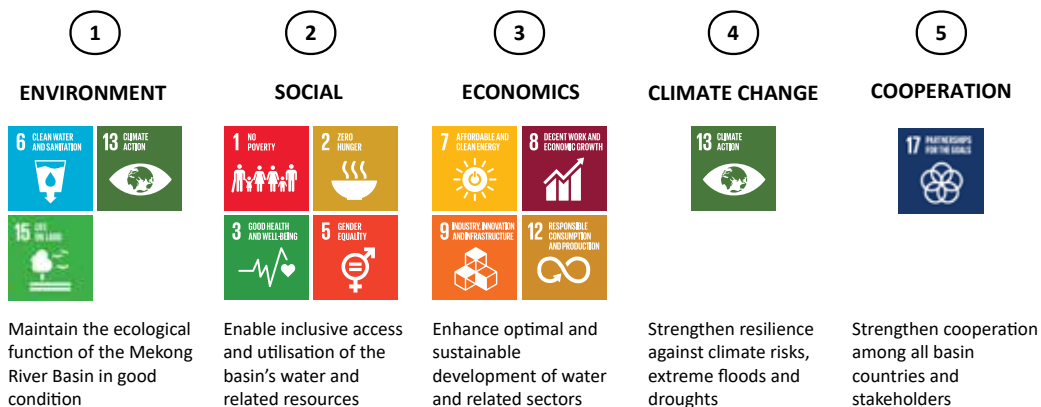 1
ENVIRONMENT
6 CLEAN WATER
AND SANITATION
13 CLIMATE
ACTION
15 LIFE
ON LAND
Maintain the ecological
function of the Mekong
River Basin in good
condition
2
SOCIAL
1 NO
POVERTY
2 ZERO
HUNGER
3 GOOD HEALTH
AND WELL-BEING
5 GENDER
EQUALITY
Enable inclusive access
and utilisation of the
basin's water and
related resources
3
ECONOMICS
7 AFFORDABLE AND
CLEAN ENERGY
8 DECENT WORK AND
ECONOMIC GROWTH
9 INDUSTRY, INNOVATION
AND INFRASTRUCTURE
12 RESPONSIBLE
CONSUMPTION
AND PRODUCTION
Enhance optimal and
sustainable
development of water
and related sectors
4
CLIMATE CHANGE
13 CLIMATE
ACTION
Strengthen resilience
against climate risks,
extreme floods and
droughts
5
COOPERATION
17 PARTNERSHIPS
FOR THE GOALS
Strengthen cooperation
among all basin
countries and
stakeholders